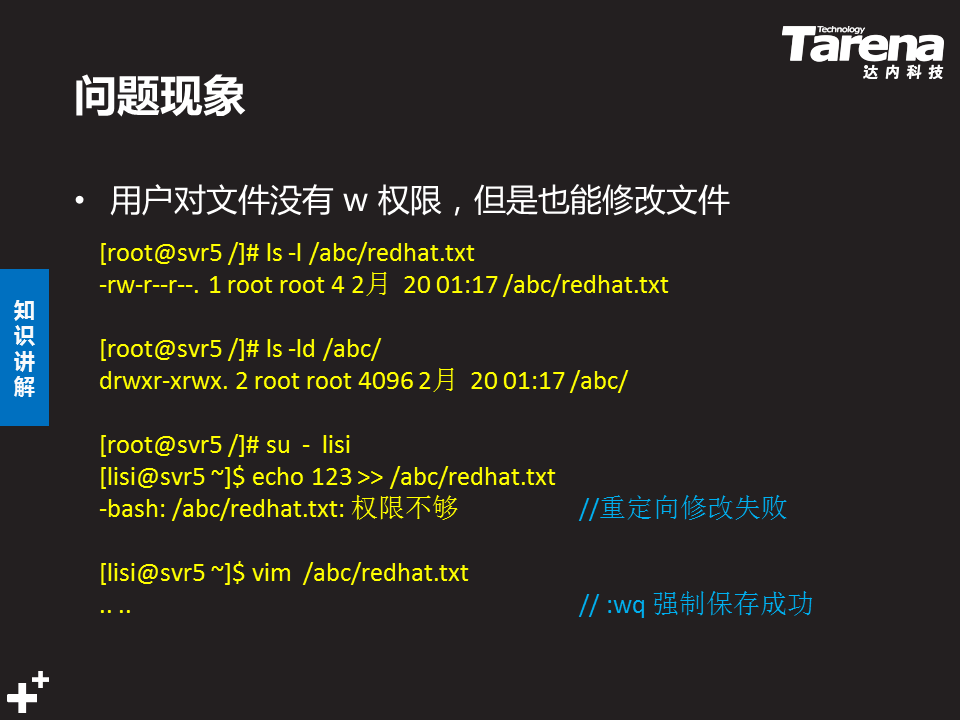 Technology
Tarena
达内科技
问题现象
• 用户对文件没有 w 权限，但是也能修改文件
[root@svr5 /]# ls -l /abc/redhat.txt
-rw-r--r--. 1 root root 4 2月 20 01:17 /abc/redhat.txt
[root@svr5 /]# ls -ld /abc/
drwxr-xrwx. 2 root root 4096 2月 20 01:17 /abc/
[root@svr5 /]# su - lisi
[lisi@svr5 ~]$ echo 123 >> /abc/redhat.txt
-bash: /abc/redhat.txt: 权限不够 //重定向修改失败
[lisi@svr5 ~]$ vim /abc/redhat.txt
.. .. // :wq 强制保存成功
知识讲解